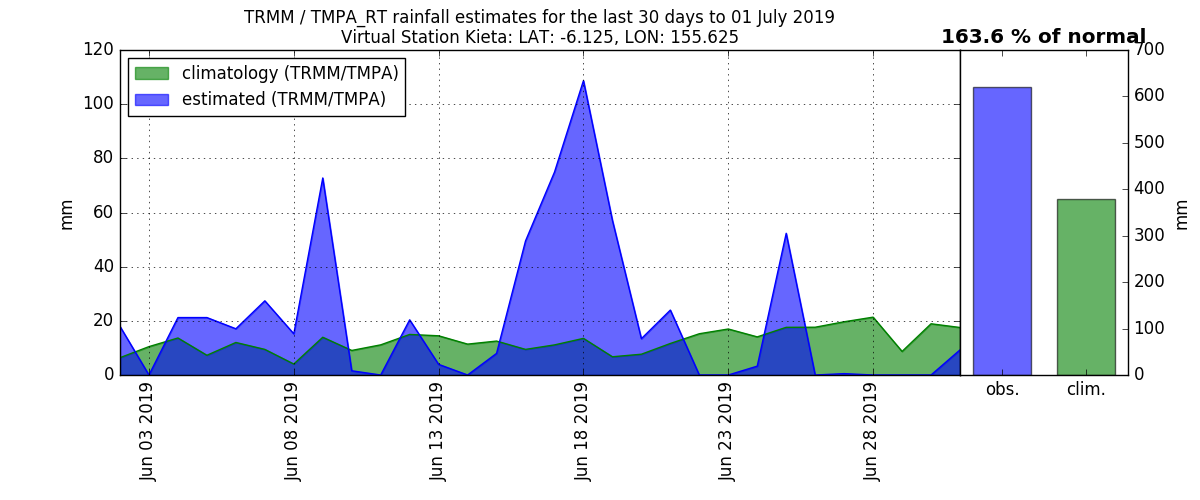 TRMM / TMPA_RT rainfall estimates for the last 30 days to 01 July 2019
Virtual Station Kieta: LAT: -6.125, LON: 155.625
163.6 % of normal
climatology (TRMM/TMPA)
estimated (TRMM/TMPA)
120
100
80
60
40
20
0
mm
Jun 03 2019
Jun 08 2019
Jun 13 2019
Jun 18 2019
Jun 23 2019
Jun 28 2019
700
600
500
400
300
200
100
0
mm
obs.
clim.